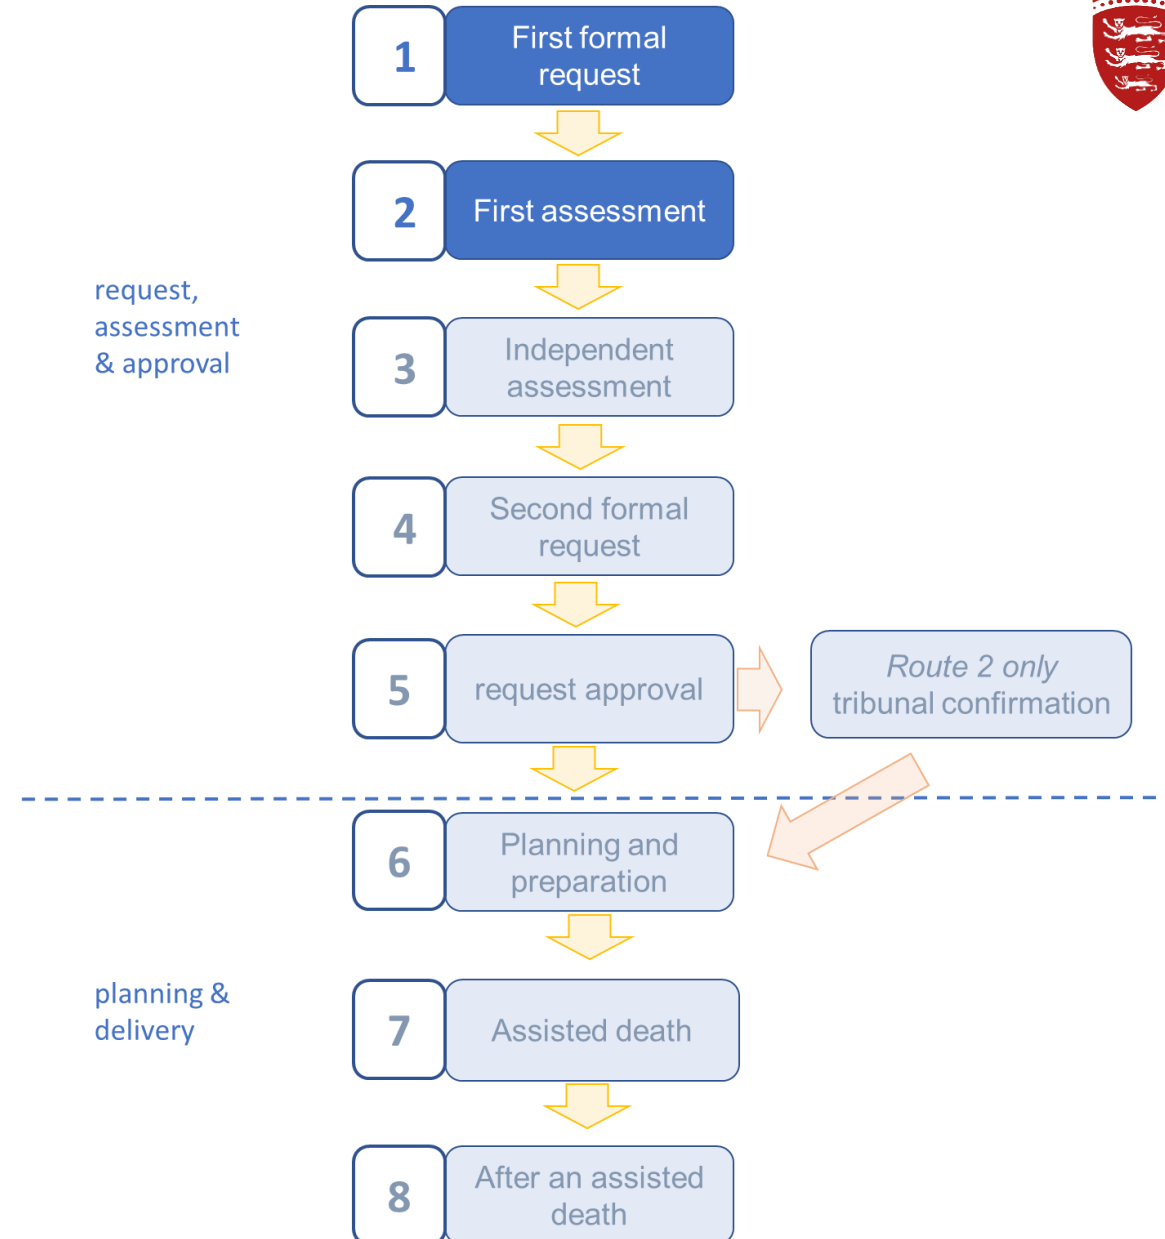 1
First formal
request
2
First assessment
request,
assessment
& approval
3
Independent
assessment
4
Second formal
request
5
request approval
Route 2 only
tribunal confirmation
6
Planning and
preparation
planning &
delivery
7
Assisted death
8
After an assisted
death